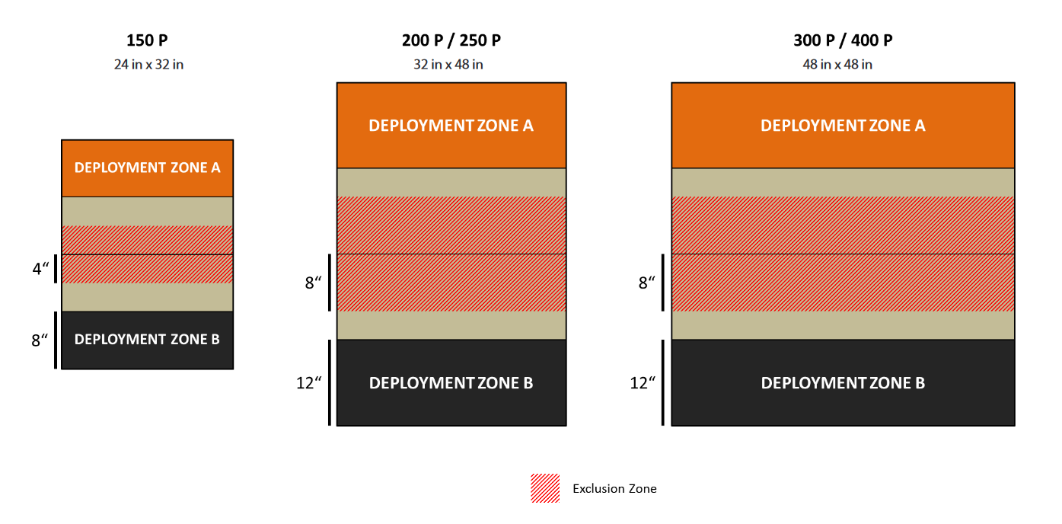 150 P
24 in x 32 in
DEPLOYMENT ZONE A
4“
8“
DEPLOYMENT ZONE B
200 P / 250 P
32 in x 48 in
DEPLOYMENT ZONE A
8“
12“
DEPLOYMENT ZONE B
300 P / 400 P
48 in x 48 in
DEPLOYMENT ZONE A
8“
12“
DEPLOYMENT ZONE B
Exclusion Zone